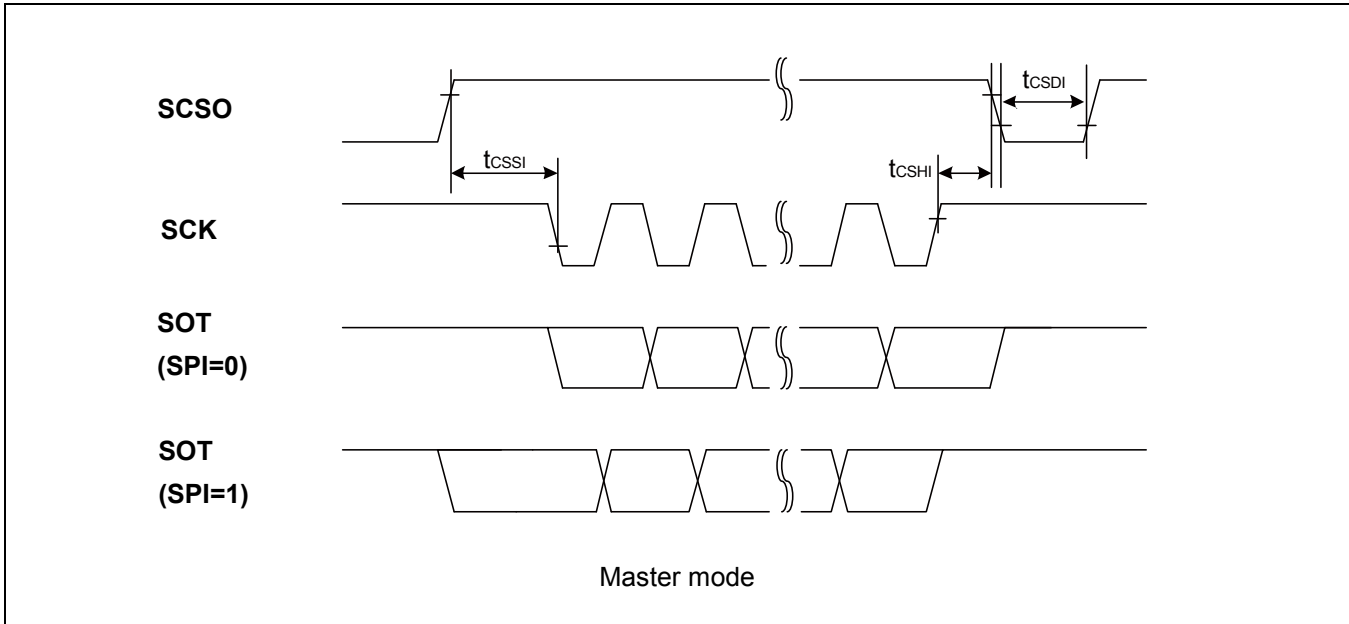 SCSO
tCSDI
tCSSI
tCSHI
SCK
SOT
(SPI=0)
SOT
(SPI=1)
Master mode